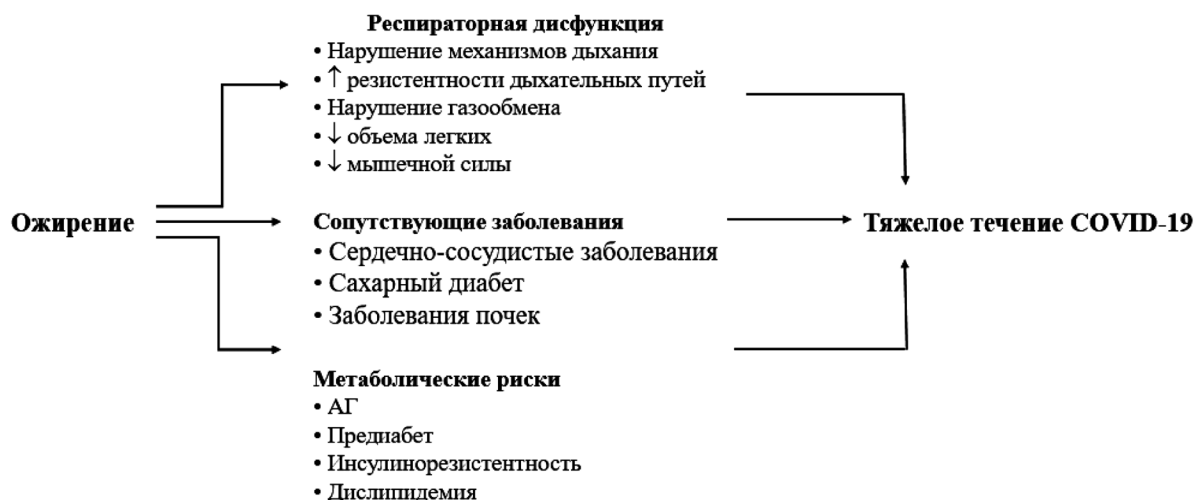 Респираторная дисфункция
• Нарушение механизмов дыхания
• ↑ резистентности дыхательных путей
• Нарушение газообмена
• ↓ объема легких
• ↓ мышечной силы
Ожирение
Сопутствующие заболевания
• Сердечно-сосудистые заболевания
• Сахарный диабет
• Заболевания почек
Тяжелое течение COVID-19
Метаболические риски
• АГ
• Предиабет
• Инсулинорезистентность
• Дислипидемия